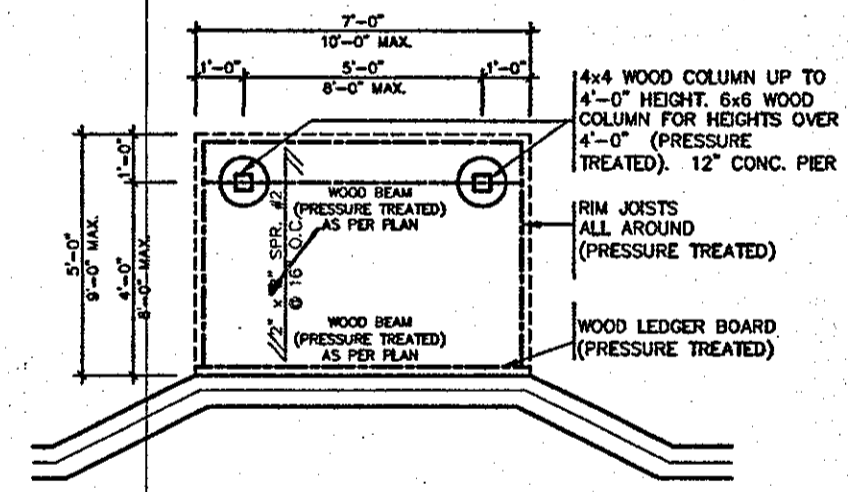 7'-0"
10'-0" MAX.
1'-0"
5'-0"
1'-0"
8'-0" MAX.
4x4 WOOD COLUMN UP TO
4'-0" HEIGHT. 6x6 WOOD
COLUMN FOR HEIGHTS OVER
4'-0" (PRESSURE
TREATED). 12" CONC. PIER
1'-0"
5'-0"
9'-0" MAX.
4'-0"
8'-0" MAX.
WOOD BEAM
(PRESSURE TREATED)
AS PER PLAN
2" x SPR. #2
@ 16" O.C.
RIM JOISTS
ALL AROUND
(PRESSURE TREATED)
WOOD BEAM
(PRESSURE TREATED)
AS PER PLAN
WOOD LEDGER BOARD
(PRESSURE TREATED)